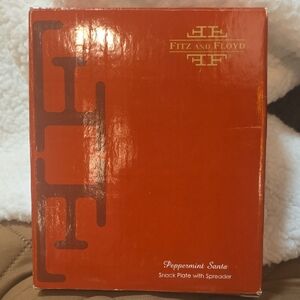 FITZ AND FLOYD
Peppermint Santa
Snack Plate with Spreader